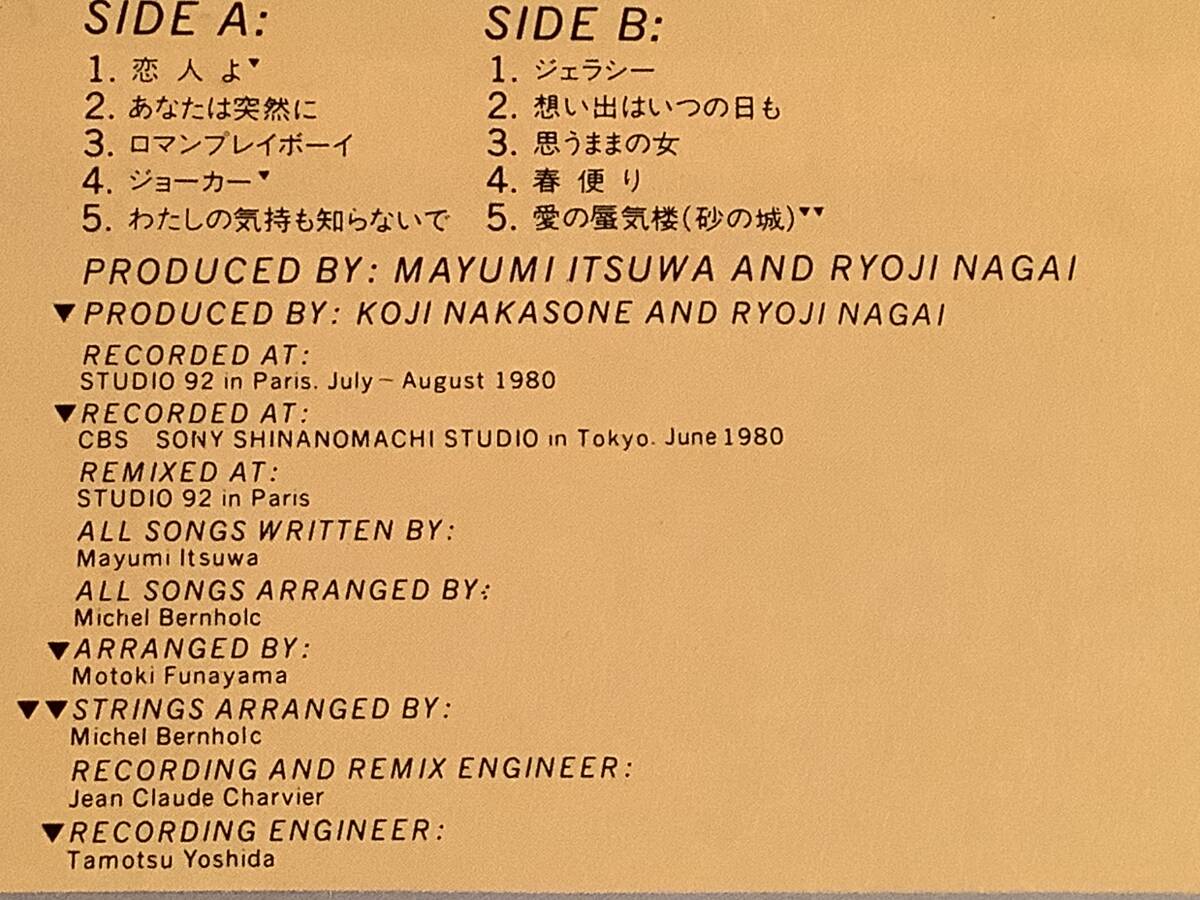 SIDE A:
1. 恋人よ▼
2. あなたは突然に
3. ロマンプレイボーイ
4. ジョーカー▼
5. わたしの気持も知らないで
SIDE B:
1. ジェラシー
2. 想い出はいつの日も
3. 思うままの女
4. 春便り
5. 愛の蜃気楼(砂の城)▼▼
PRODUCED BY: MAYUMI ITSUWA AND RYOJI NAGAI
▼PRODUCED BY: KOJI NAKASONE AND RYOJI NAGAI
RECORDED AT:
STUDIO 92 in Paris. July~August 1980
▼RECORDED AT:
CBS SONY SHINANOMACHI STUDIO in Tokyo. June 1980
REMIXED AT:
STUDIO 92 in Paris
ALL SONGS WRITTEN BY:
Mayumi Itsuwa
ALL SONGS ARRANGED BY:
Michel Bernholc
▼ARRANGED BY:
Motoki Funayama
▼▼STRINGS ARRANGED BY:
Michel Bernholc
RECORDING AND REMIX ENGINEER:
Jean Claude Charvier
▼RECORDING ENGINEER:
Tamotsu Yoshida